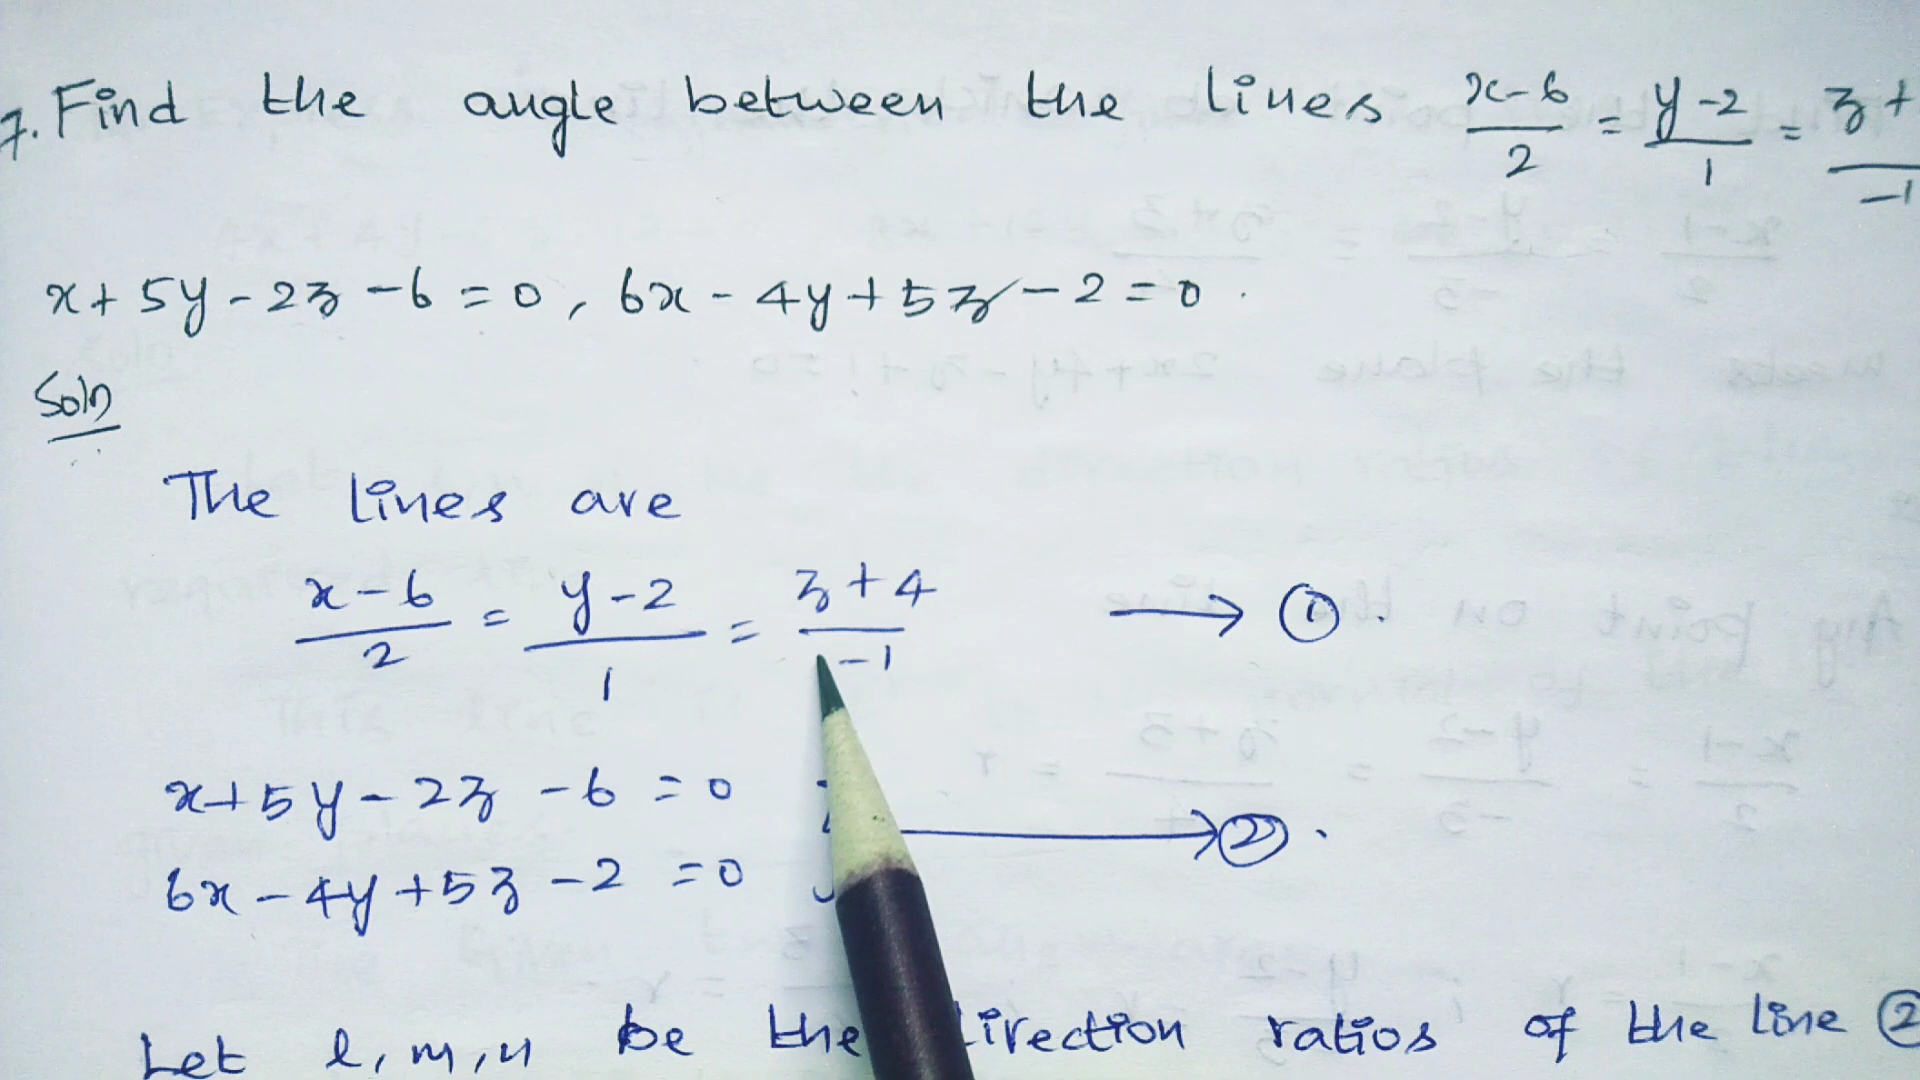 7. Find the angle between the lines x-6/2 = y-2/1 = z+/-1
x+5y-2z-6=0, 6x-4y+5z-2=0.
Soln
The lines are
x-6/2 = y-2/1 = z+4/-1 → ①.
x+5y-2z-6=0
→ ②.
6x-4y+5z-2=0
Let l,m,n be the direction ratios of the line ②